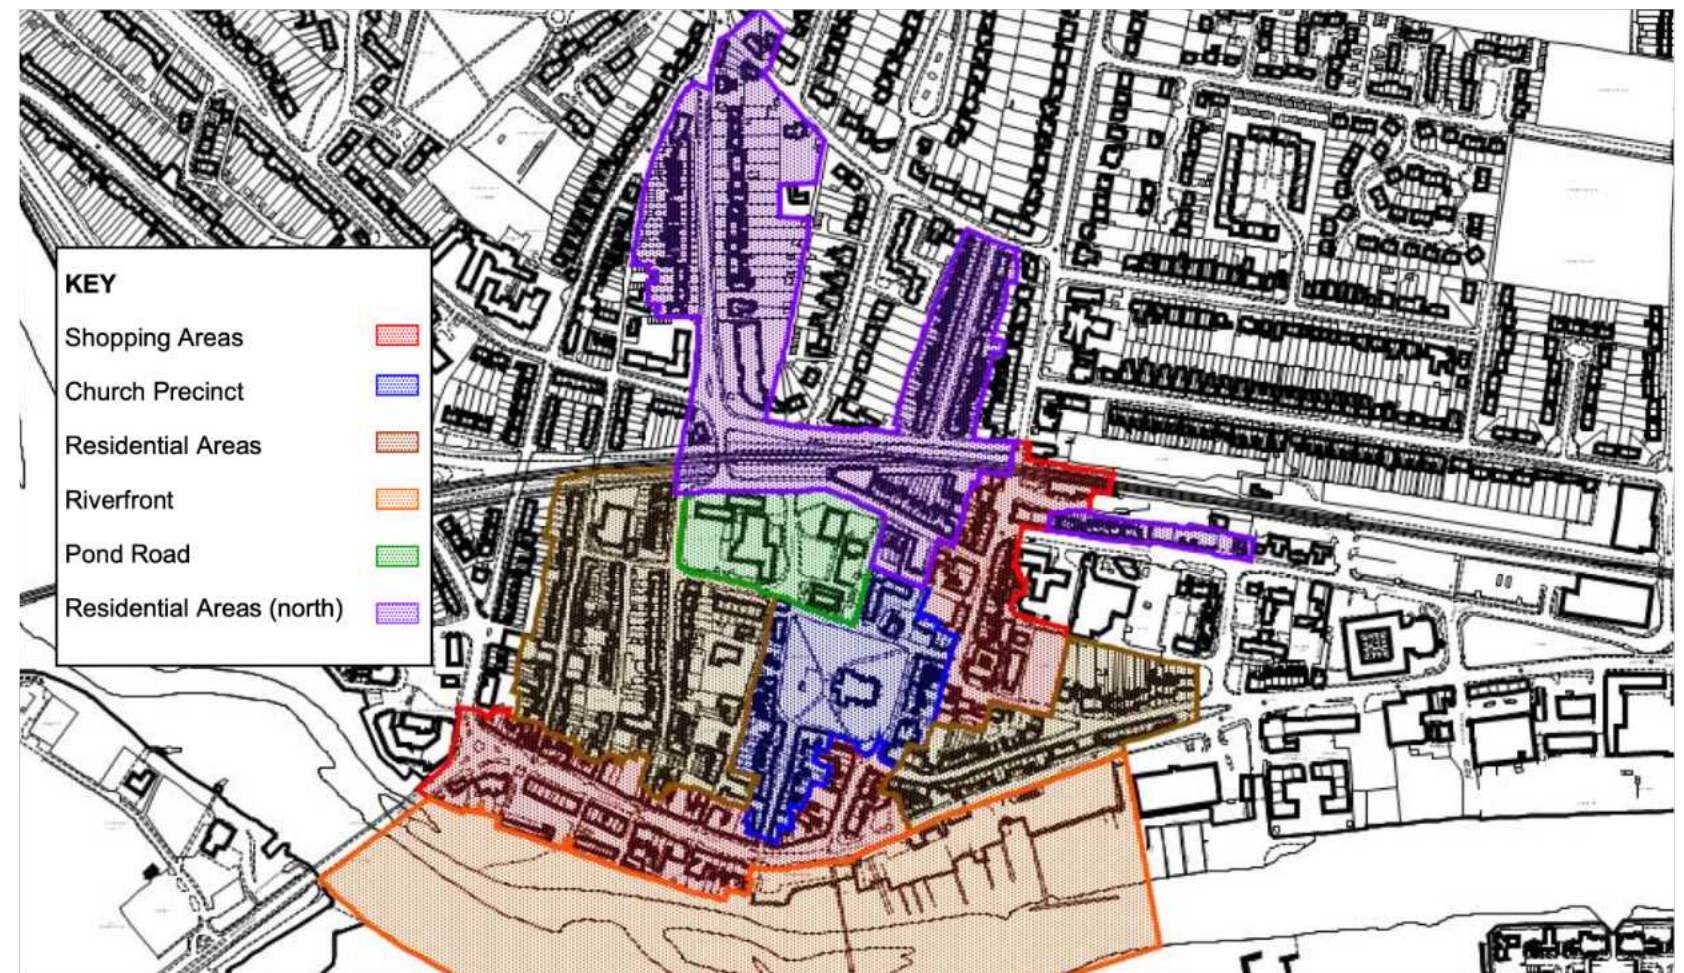 KEY
Shopping Areas
Church Precinct
Residential Areas
Riverfront
Pond Road
Residential Areas (north)